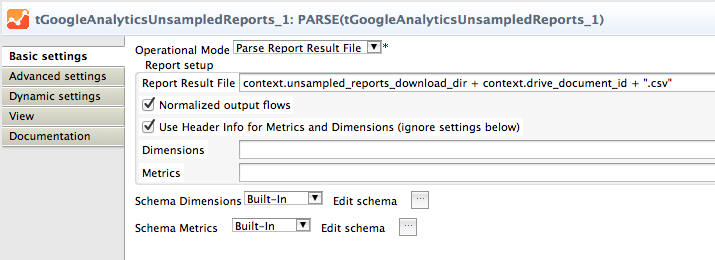 tGoogleAnalyticsUnsampledReports_1: PARSE(tGoogleAnalyticsUnsampledReports_1)
Basic settings
Advanced settings
Dynamic settings
View
Documentation
Operational Mode Parse Report Result File *
Report setup
Report Result File context.unsampled_reports_download_dir + context.drive_document_id + ".csv"
Normalized output flows
Use Header Info for Metrics and Dimensions (ignore settings below)
Dimensions
Metrics
Schema Dimensions Built-In Edit schema ...
Schema Metrics Built-In Edit schema ...